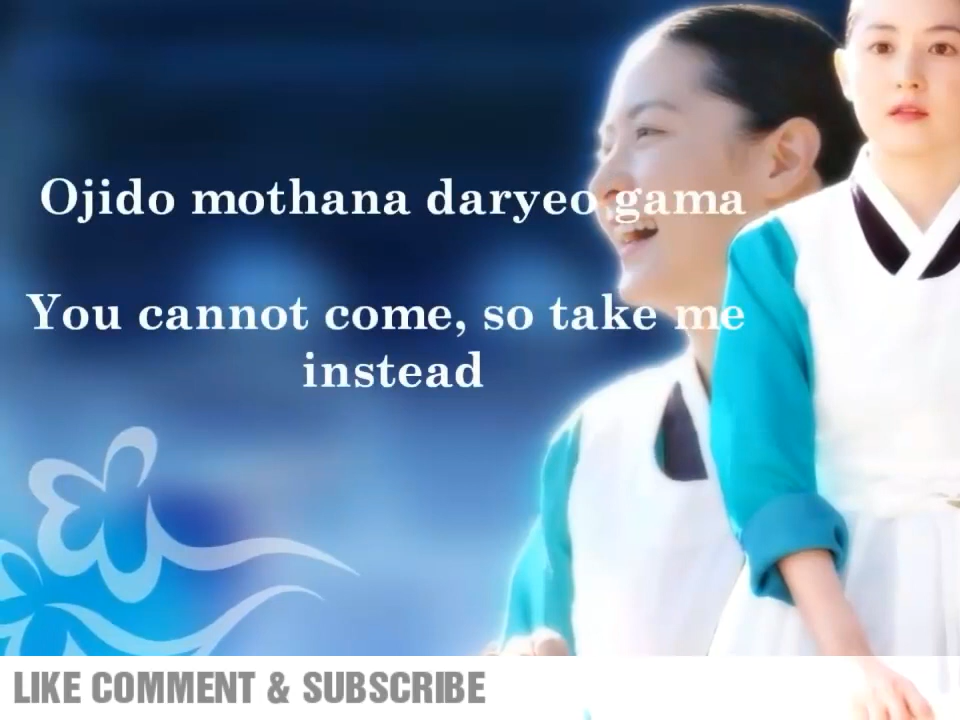 Ojido mothana daryeo gama
You cannot come, so take me
instead
LIKE COMMENT & SUBSCRIBE